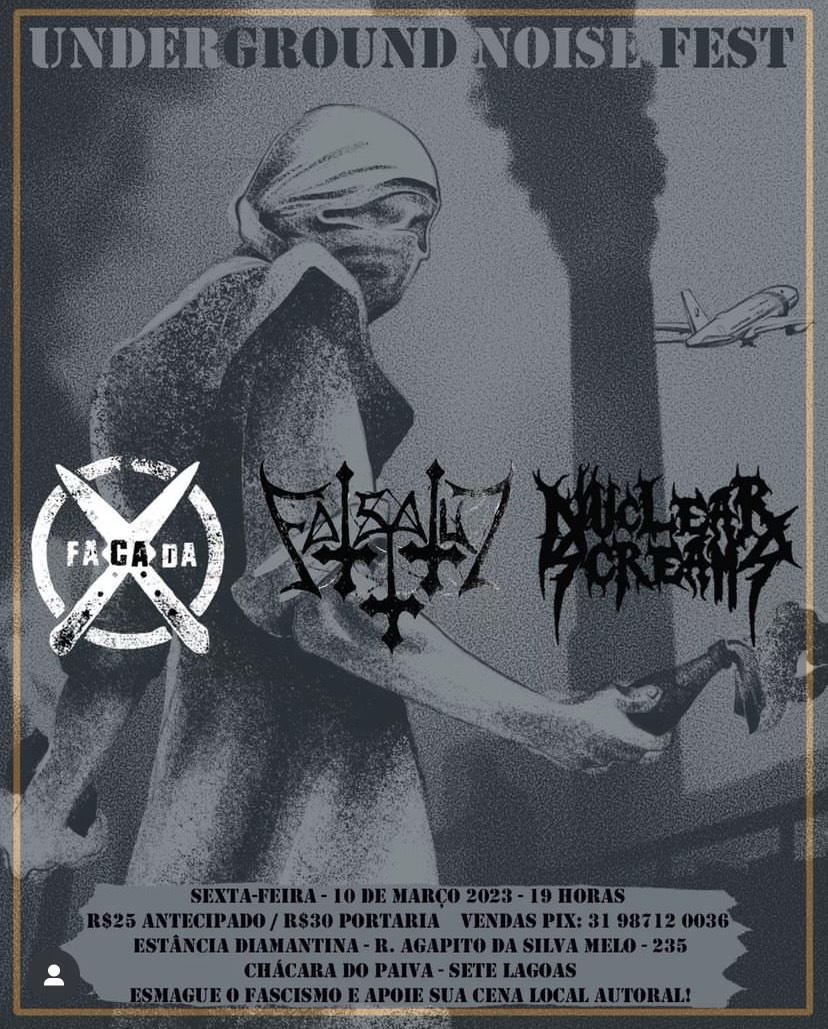 UNDERGROUND NOISE FEST
FACADA
FATSATUJ
NUCLEAR
SCREAMS
SEXTA-FEIRA - 10 DE MARÇO 2023 - 19 HORAS
R$25 ANTECIPADO / R$30 PORTARIA VENDAS PIX: 31 98712 0036
ESTÂNCIA DIAMANTINA - R. AGAPITO DA SILVA MELO - 235
CHÁCARA DO PAIVA - SETE LAGOAS
ESMAGUE O FASCISMO E APOIE SUA CENA LOCAL AUTORAL!